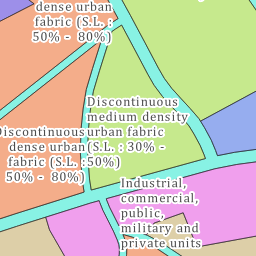 dense urban
fabric (S.L. :
50% - 80%)
Discontinuous
medium density
urban fabric
(S.L. : 30% -
50%)
Discontinuous
dense urban
fabric (S.L. :
50% - 80%)
Industrial,
commercial,
public,
military and
private units